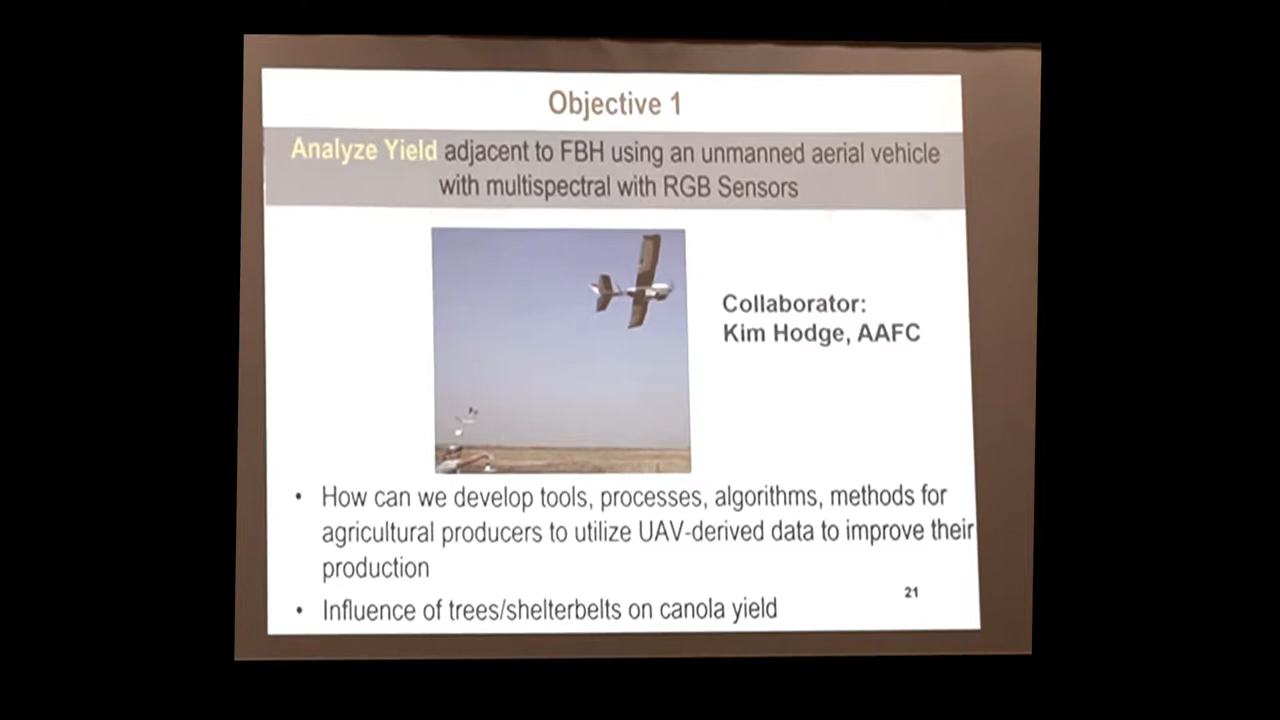 Objective 1
Analyze Yield adjacent to FBH using an unmanned aerial vehicle
with multispectral with RGB Sensors
Collaborator:
Kim Hodge, AAFC
• How can we develop tools, processes, algorithms, methods for
agricultural producers to utilize UAV-derived data to improve their
production
• Influence of trees/shelterbelts on canola yield
21